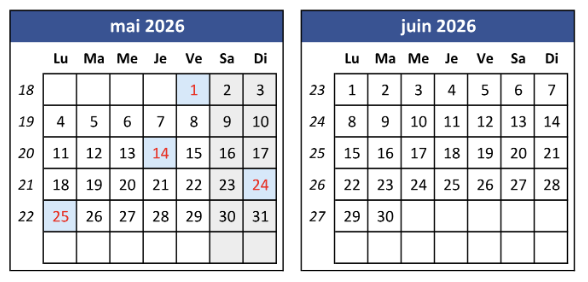 mai 2026
Lu Ma Me Je Ve Sa Di
18 1 2 3
19 4 5 6 7 8 9 10
20 11 12 13 14 15 16 17
21 18 19 20 21 22 23 24
22 25 26 27 28 29 30 31
juin 2026
Lu Ma Me Je Ve Sa Di
23 1 2 3 4 5 6 7
24 8 9 10 11 12 13 14
25 15 16 17 18 19 20 21
26 22 23 24 25 26 27 28
27 29 30